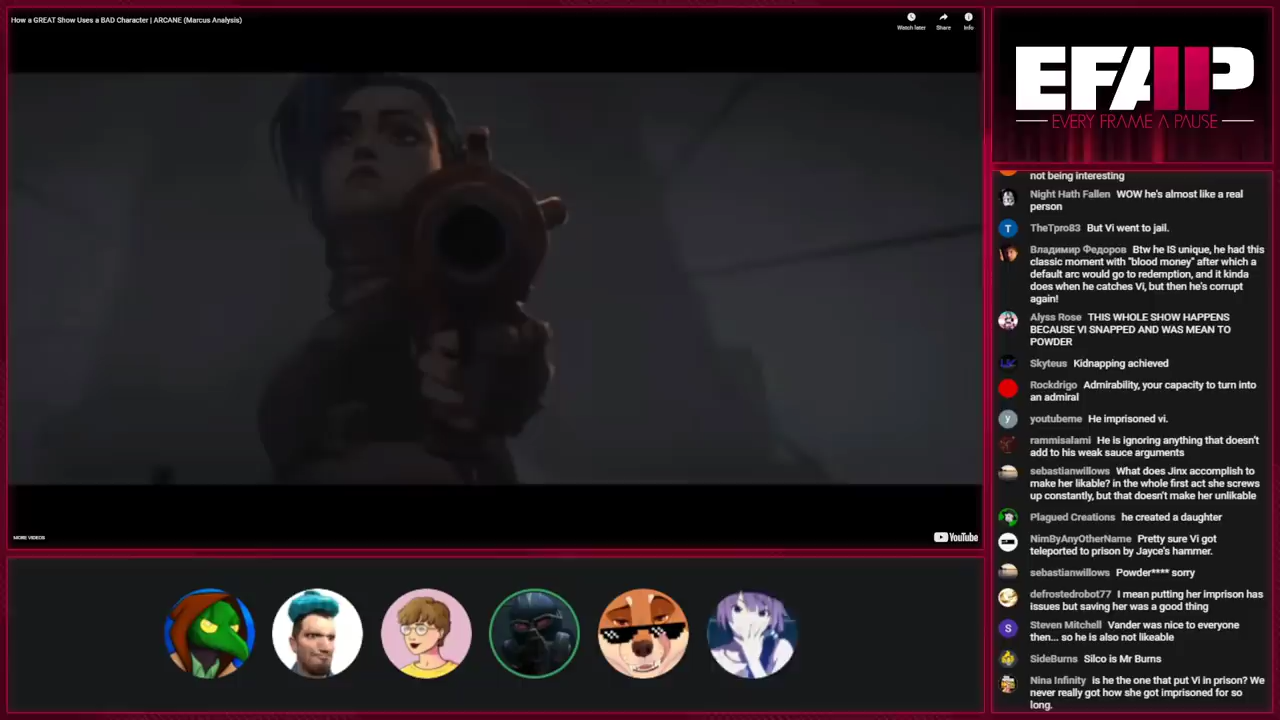 How a GREAT Show Uses a BAD Character | ARCANE (Marcus Analysis)
Watch later
Share
Info
MORE VIDEOS
YouTube
EFAP
EVERY FRAME A PAUSE
not being interesting
Night Hath Fallen WOW he's almost like a real
person
T
TheTpro83 But Vi went to jail.
Владимир Федоров Btw he IS unique, he had this
classic moment with "blood money" after which a
default arc would go to redemption, and it kinda
does when he catches Vi, but then he's corrupt
again!
Alyss Rose THIS WHOLE SHOW HAPPENS
BECAUSE VI SNAPPED AND WAS MEAN TO
POWDER
Skyteus Kidnapping achieved
Rockdrigo Admirability, your capacity to turn into
an admiral
y
youtubeme He imprisoned vi.
rammisalami He is ignoring anything that doesn't
add to his weak sauce arguments
sebastianwillows What does Jinx accomplish to
make her likable? in the whole first act she screws
up constantly, but that doesn't make her unlikable
Plagued Creations he created a daughter
NimByAnyOtherName Pretty sure Vi got
teleported to prison by Jayce's hammer.
sebastianwillows Powder**** sorry
defrostedrobot77 I mean putting her imprison has
issues but saving her was a good thing
S
Steven Mitchell Vander was nice to everyone
then... so he is also not likeable
SideBurns Silco is Mr Burns
Nina Infinity is he the one that put Vi in prison? We
never really got how she got imprisoned for so
long.